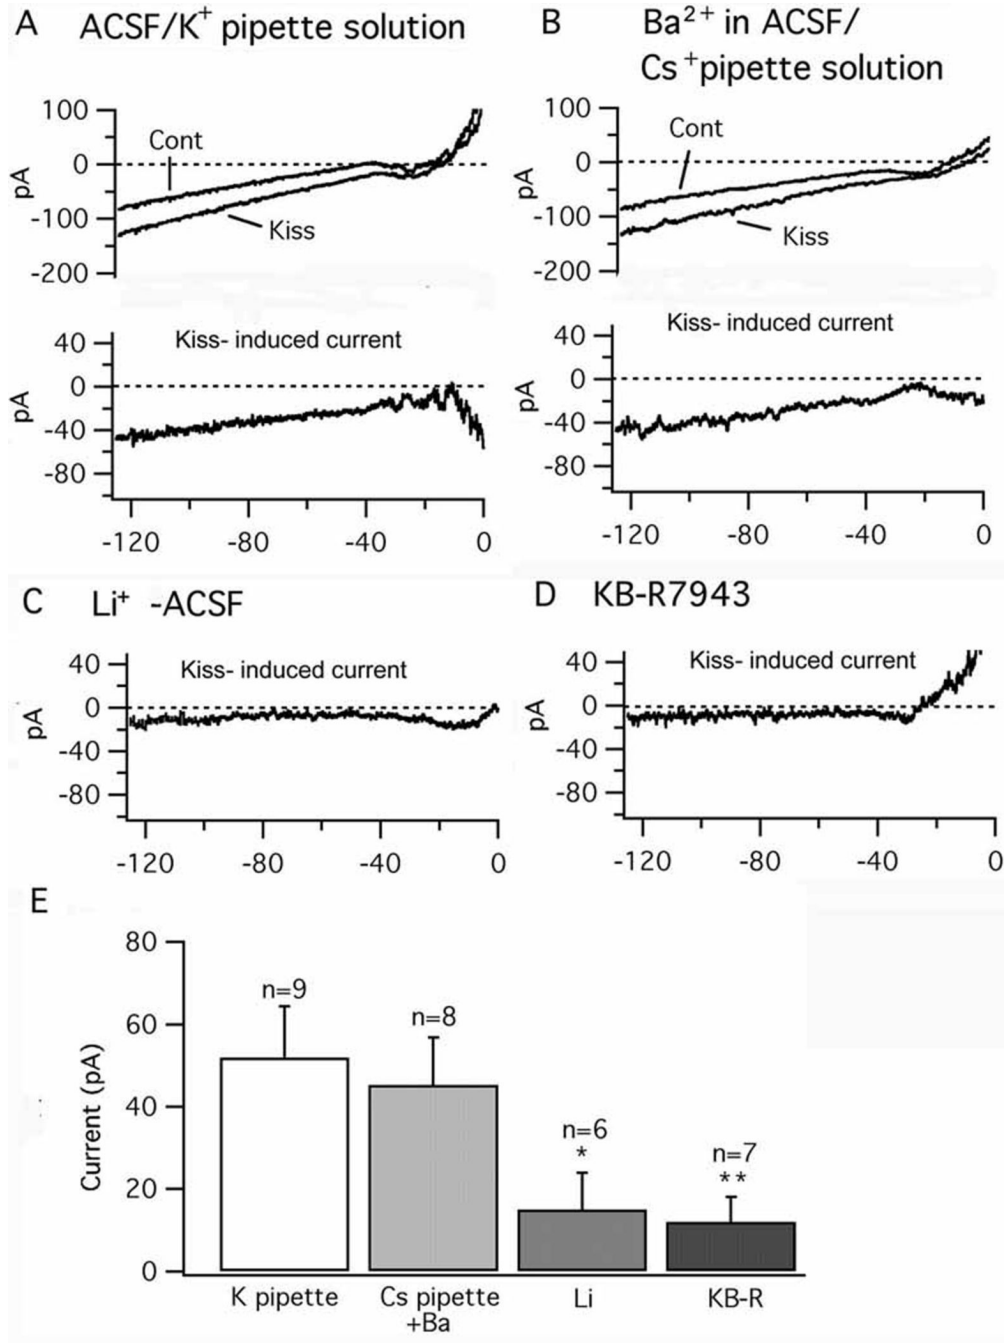 A ACSF/K+ pipette solution
B Ba2+ in ACSF/
Cs+pipette solution
100
0
-100
-200
pA
Cont
Kiss
100
0
-100
-200
pA
Cont
Kiss
Kiss- induced current
40
0
-40
-80
pA
-120 -80 -40 0
Kiss- induced current
40
0
-40
-80
pA
-120 -80 -40 0
C Li+ -ACSF
Kiss- induced current
40
0
-40
-80
pA
-120 -80 -40 0
D KB-R7943
Kiss- induced current
40
0
-40
-80
pA
-120 -80 -40 0
E
80
60
40
20
0
Current (pA)
n=9
n=8
n=6
*
n=7
**
K pipette
Cs pipette
+Ba
Li
KB-R